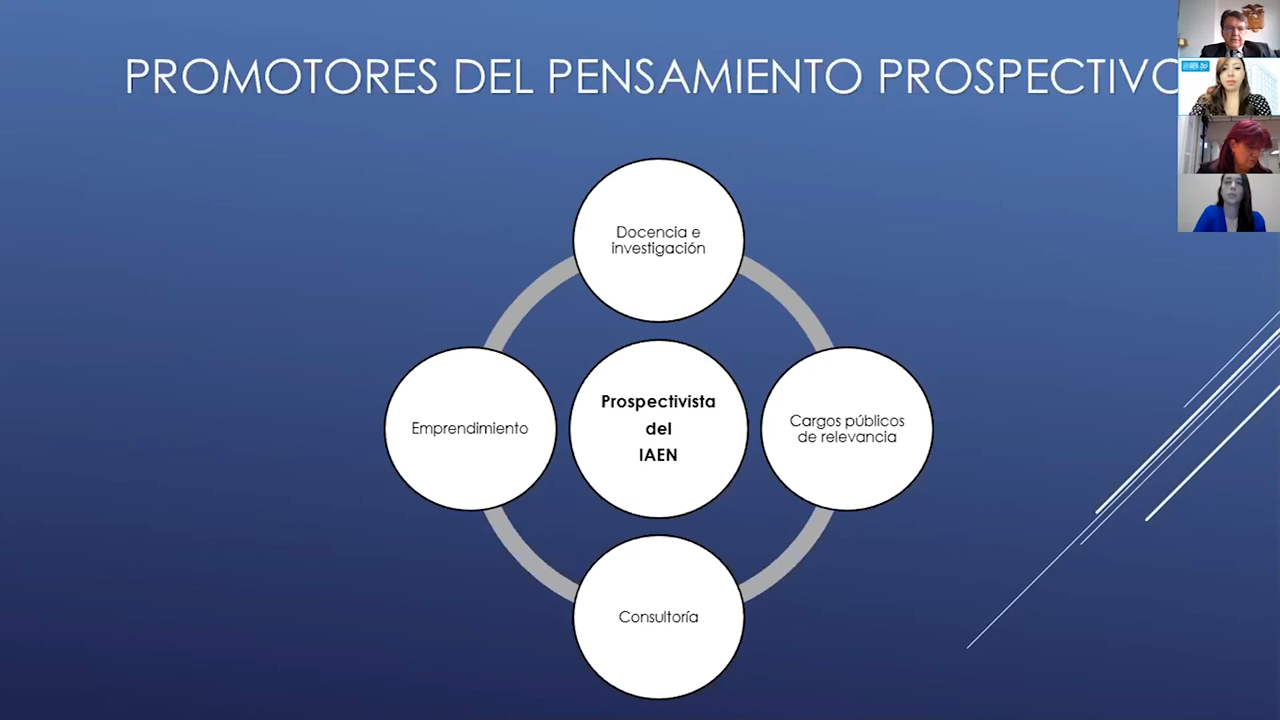 PROMOTORES DEL PENSAMIENTO PROSPECTIVO
Docencia e
investigación
Emprendimiento
Prospectivista
del
IAEN
Cargos públicos
de relevancia
Consultoría